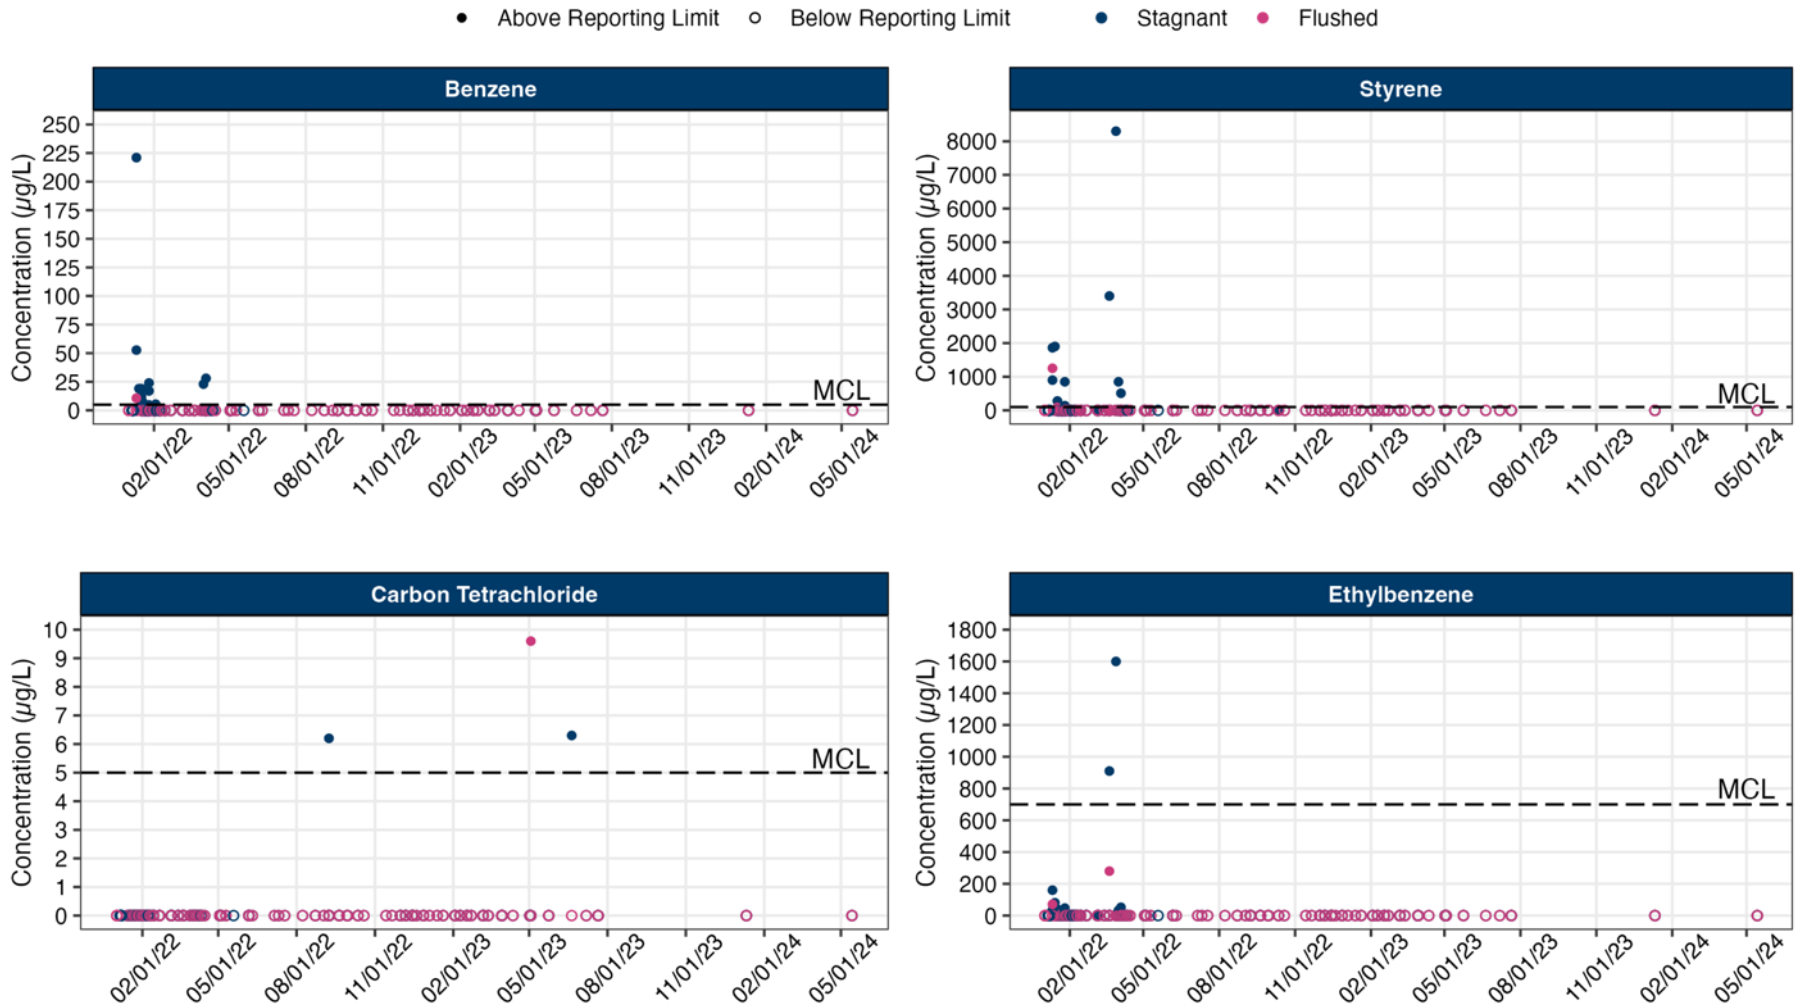 Above Reporting Limit Below Reporting Limit Stagnant Flushed
Benzene
Concentration (µg/L)
250
225
200
175
150
125
100
75
50
25
0
MCL
02/01/22 05/01/22 08/01/22 11/01/22 02/01/23 05/01/23 08/01/23 11/01/23 02/01/24 05/01/24
Styrene
Concentration (µg/L)
8000
7000
6000
5000
4000
3000
2000
1000
0
MCL
02/01/22 05/01/22 08/01/22 11/01/22 02/01/23 05/01/23 08/01/23 11/01/23 02/01/24 05/01/24
Carbon Tetrachloride
Concentration (µg/L)
10
9
8
7
6
5
4
3
2
1
0
MCL
02/01/22 05/01/22 08/01/22 11/01/22 02/01/23 05/01/23 08/01/23 11/01/23 02/01/24 05/01/24
Ethylbenzene
Concentration (µg/L)
1800
1600
1400
1200
1000
800
600
400
200
0
MCL
02/01/22 05/01/22 08/01/22 11/01/22 02/01/23 05/01/23 08/01/23 11/01/23 02/01/24 05/01/24